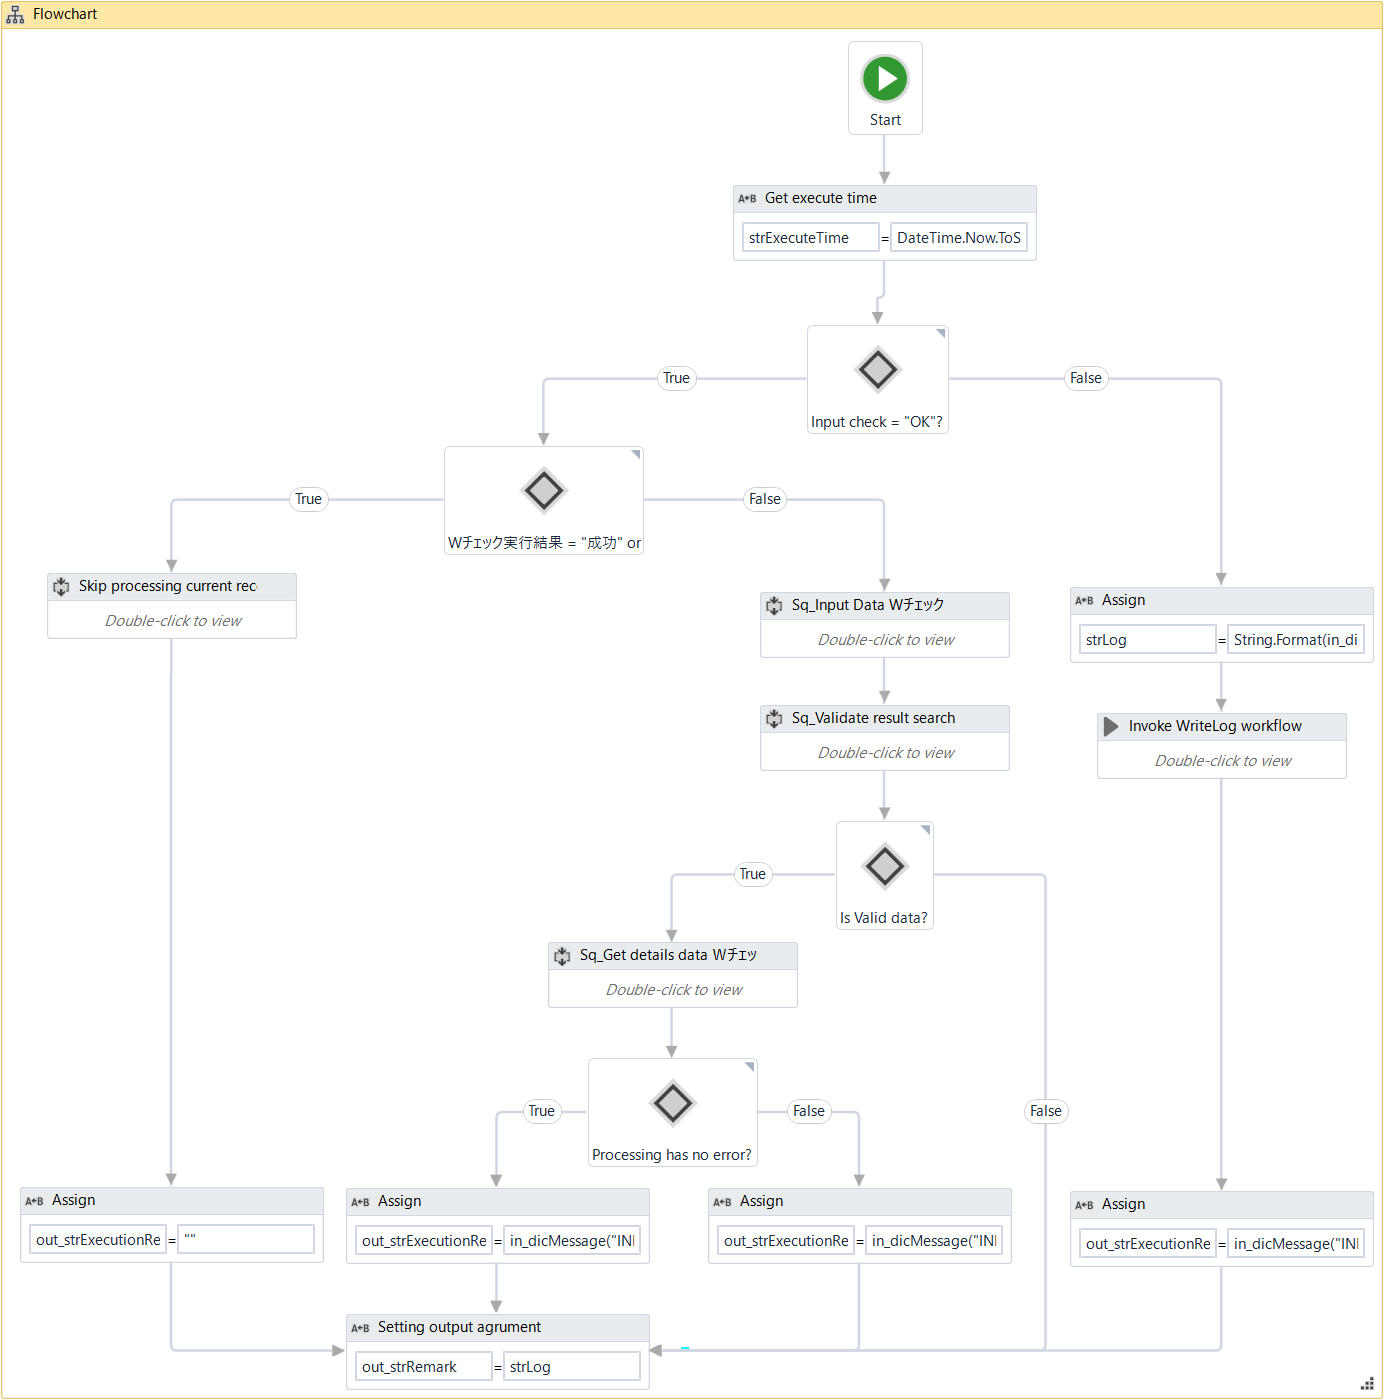 Flowchart
Start
Get execute time
strExecuteTime = DateTime.Now.ToS
Input check = "OK"?
True
False
Wチェック実行結果 = "成功" or
True
False
Skip processing current rec
Double-click to view
Sq_Input Data Wチェック
Double-click to view
Assign
strLog = String.Format(in_di
Sq_Validate result search
Double-click to view
Invoke WriteLog workflow
Double-click to view
Is Valid data?
True
False
Sq_Get details data Wチェッ
Double-click to view
Processing has no error?
True
False
Assign
out_strExecutionRe = ""
Assign
out_strExecutionRe = in_dicMessage("IN
Assign
out_strExecutionRe = in_dicMessage("IN
Assign
out_strExecutionRe = in_dicMessage("IN
Setting output agrument
out_strRemark = strLog